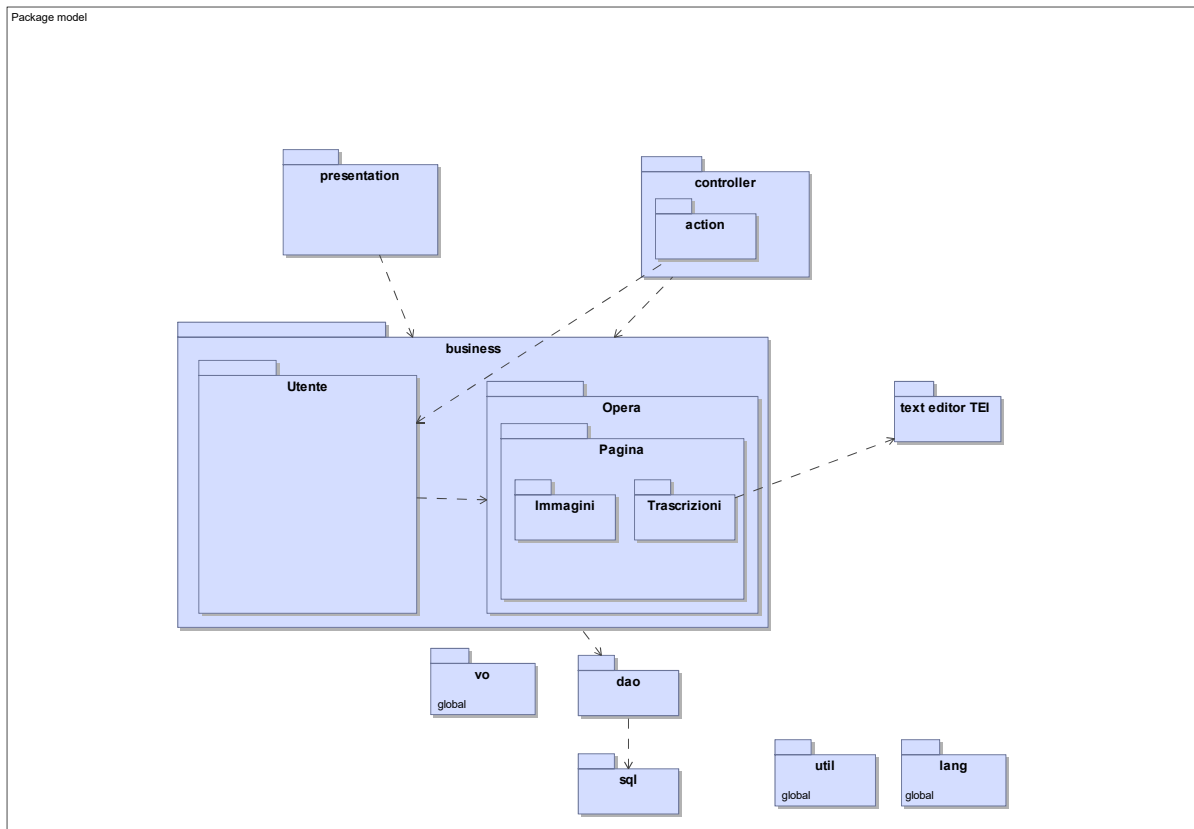 Package model
presentation
controller
action
business
Utente
Opera
text editor TEI
Pagina
Immagini
Trascrizioni
vo
global
dao
sql
util
global
lang
global